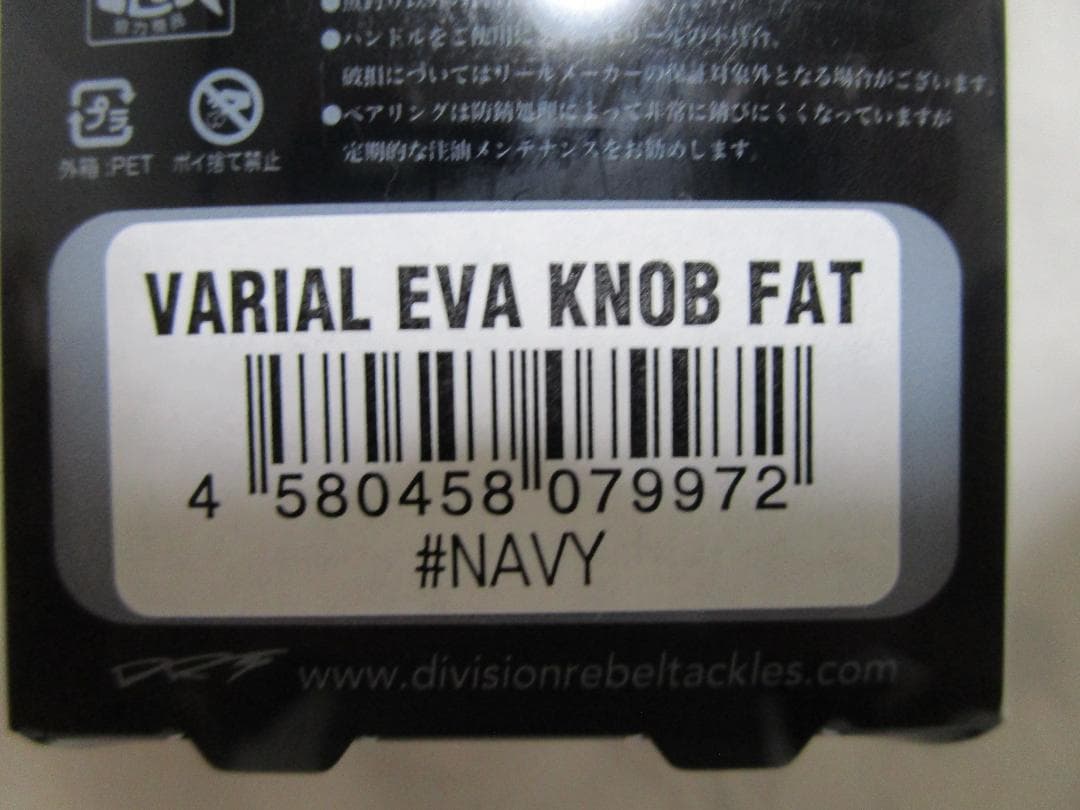 ●ハンドルをご使用に
破損についてはリールメーカーの保証対象外となる場合がございます。
●ベアリングは防錆処理によって非常に錆びにくくなっていますが
定期的な注油メンテナンスをお勧めします。
プラ
外箱:PET ポイ捨て禁止
VARIAL EVA KNOB FAT
4 580458 079972
#NAVY
DRT www.divisionrebeltackles.com